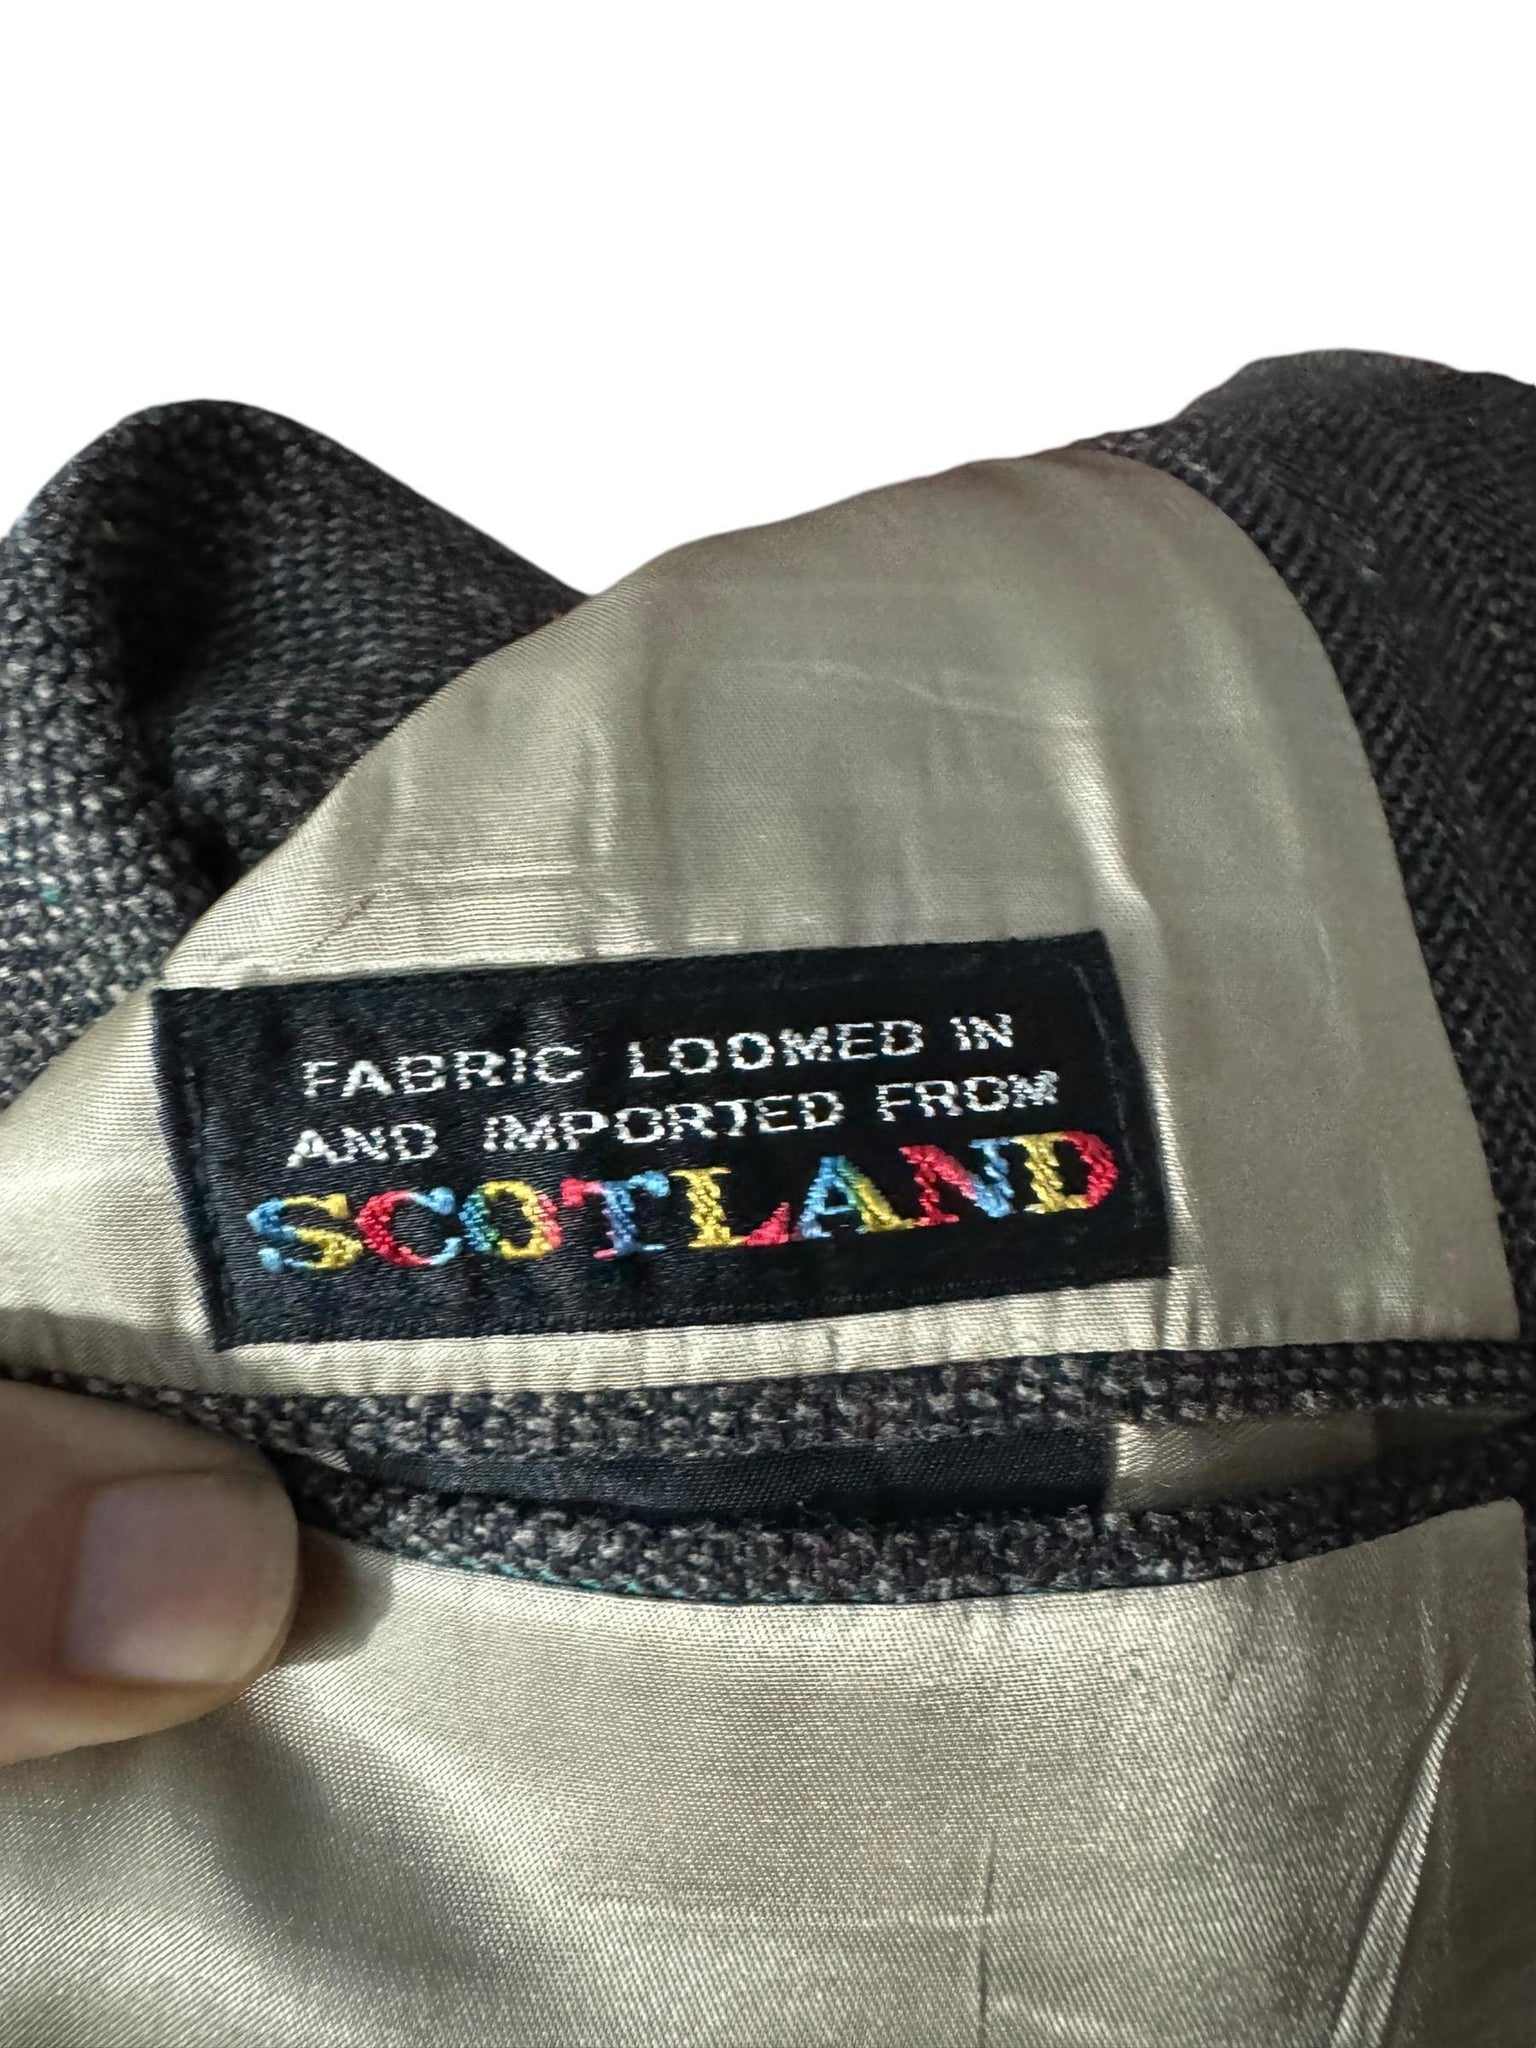 FABRIC LOOMED IN
AND IMPORTED FROM
SCOTLAND